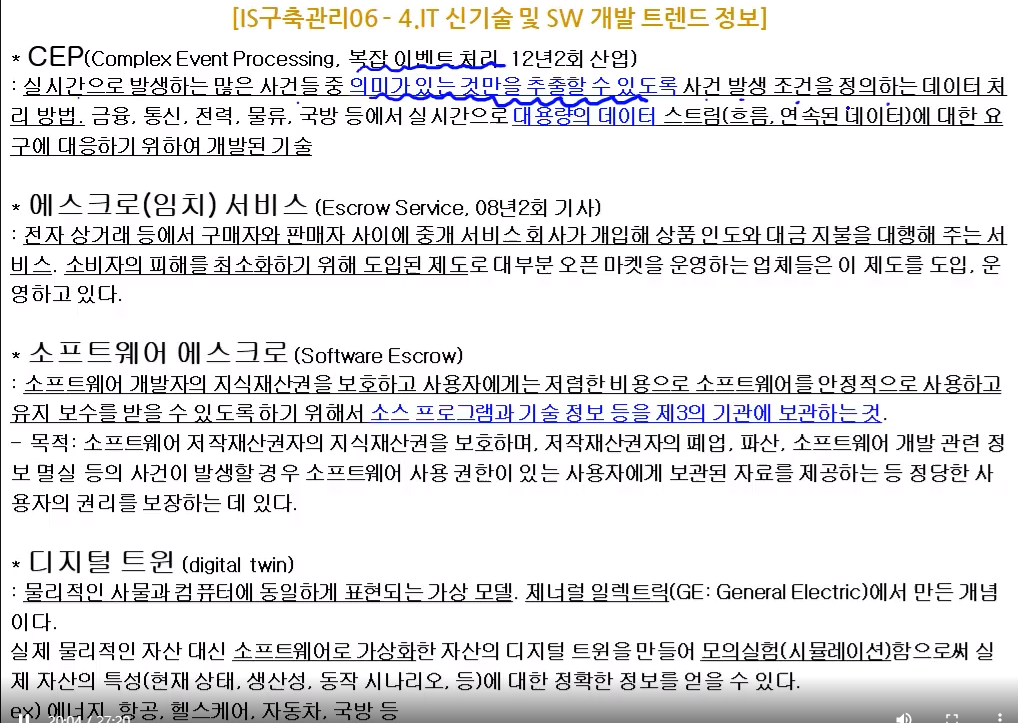 [IS구축관리06 - 4.IT 신기술 및 SW 개발 트렌드 정보]
* CEP(Complex Event Processing, 복잡 이벤트 처리, 12년2회 산업)
: 실시간으로 발생하는 많은 사건들 중 의미가 있는 것만을 추출할 수 있도록 사건 발생 조건을 정의하는 데이터 처
리 방법. 금융, 통신, 전력, 물류, 국방 등에서 실시간으로 대용량의 데이터 스트림(흐름, 연속된 데이터)에 대한 요
구에 대응하기 위하여 개발된 기술
* 에스크로(임치) 서비스 (Escrow Service, 08년2회 기사)
: 전자 상거래 등에서 구매자와 판매자 사이에 중개 서비스 회사가 개입해 상품 인도와 대금 지불을 대행해 주는 서
비스. 소비자의 피해를 최소화하기 위해 도입된 제도로 대부분 오픈 마켓을 운영하는 업체들은 이 제도를 도입, 운
영하고 있다.
* 소프트웨어 에스크로 (Software Escrow)
: 소프트웨어 개발자의 지식재산권을 보호하고 사용자에게는 저렴한 비용으로 소프트웨어를 안정적으로 사용하고
유지 보수를 받을 수 있도록 하기 위해서 소스 프로그램과 기술 정보 등을 제3의 기관에 보관하는 것.
- 목적: 소프트웨어 저작재산권자의 지식재산권을 보호하며, 저작재산권자의 폐업, 파산, 소프트웨어 개발 관련 정
보 멸실 등의 사건이 발생할 경우 소프트웨어 사용 권한이 있는 사용자에게 보관된 자료를 제공하는 등 정당한 사
용자의 권리를 보장하는 데 있다.
* 디지털 트윈 (digital twin)
: 물리적인 사물과 컴퓨터에 동일하게 표현되는 가상 모델. 제너럴 일렉트릭(GE: General Electric)에서 만든 개념
이다.
실제 물리적인 자산 대신 소프트웨어로 가상화한 자산의 디지털 트윈을 만들어 모의실험(시뮬레이션)함으로써 실
제 자산의 특성(현재 상태, 생산성, 동작 시나리오, 등)에 대한 정확한 정보를 얻을 수 있다.
ex) 에너지, 항공, 헬스케어, 자동차, 국방 등
20:04 / 27:20